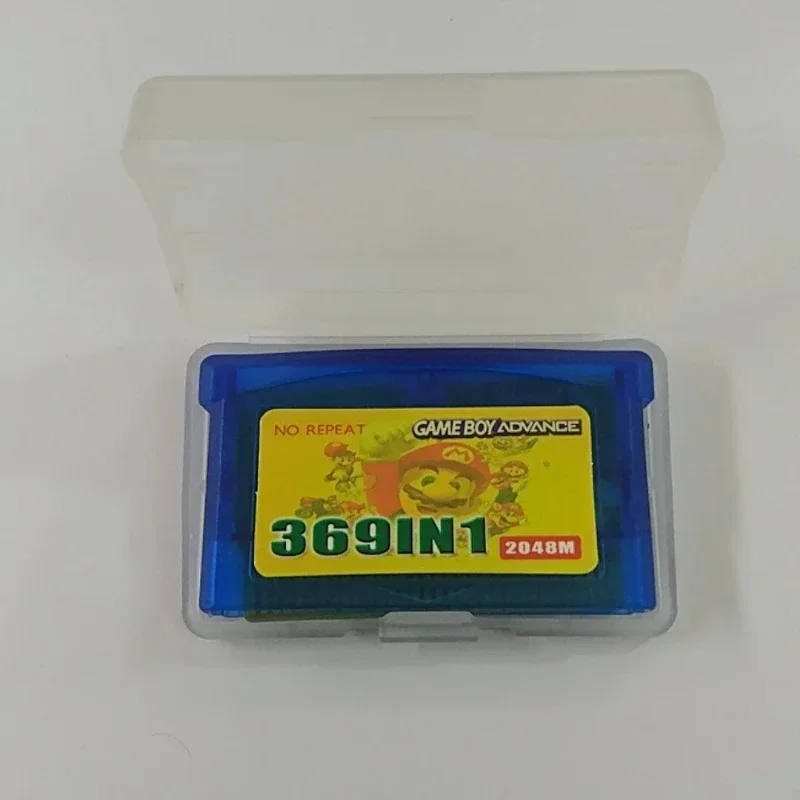 NO REPEAT
GAME BOY ADVANCE
M
369IN1
2048M